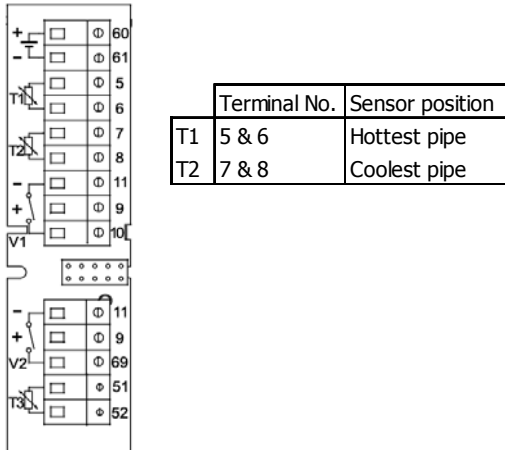 + 60
- 61
T1 5
6
T2 7
8
- 11
+ 9
V1 10
- 11
+ 9
V2 69
T3 51
52
Terminal No. Sensor position
T1 5 & 6 Hottest pipe
T2 7 & 8 Coolest pipe